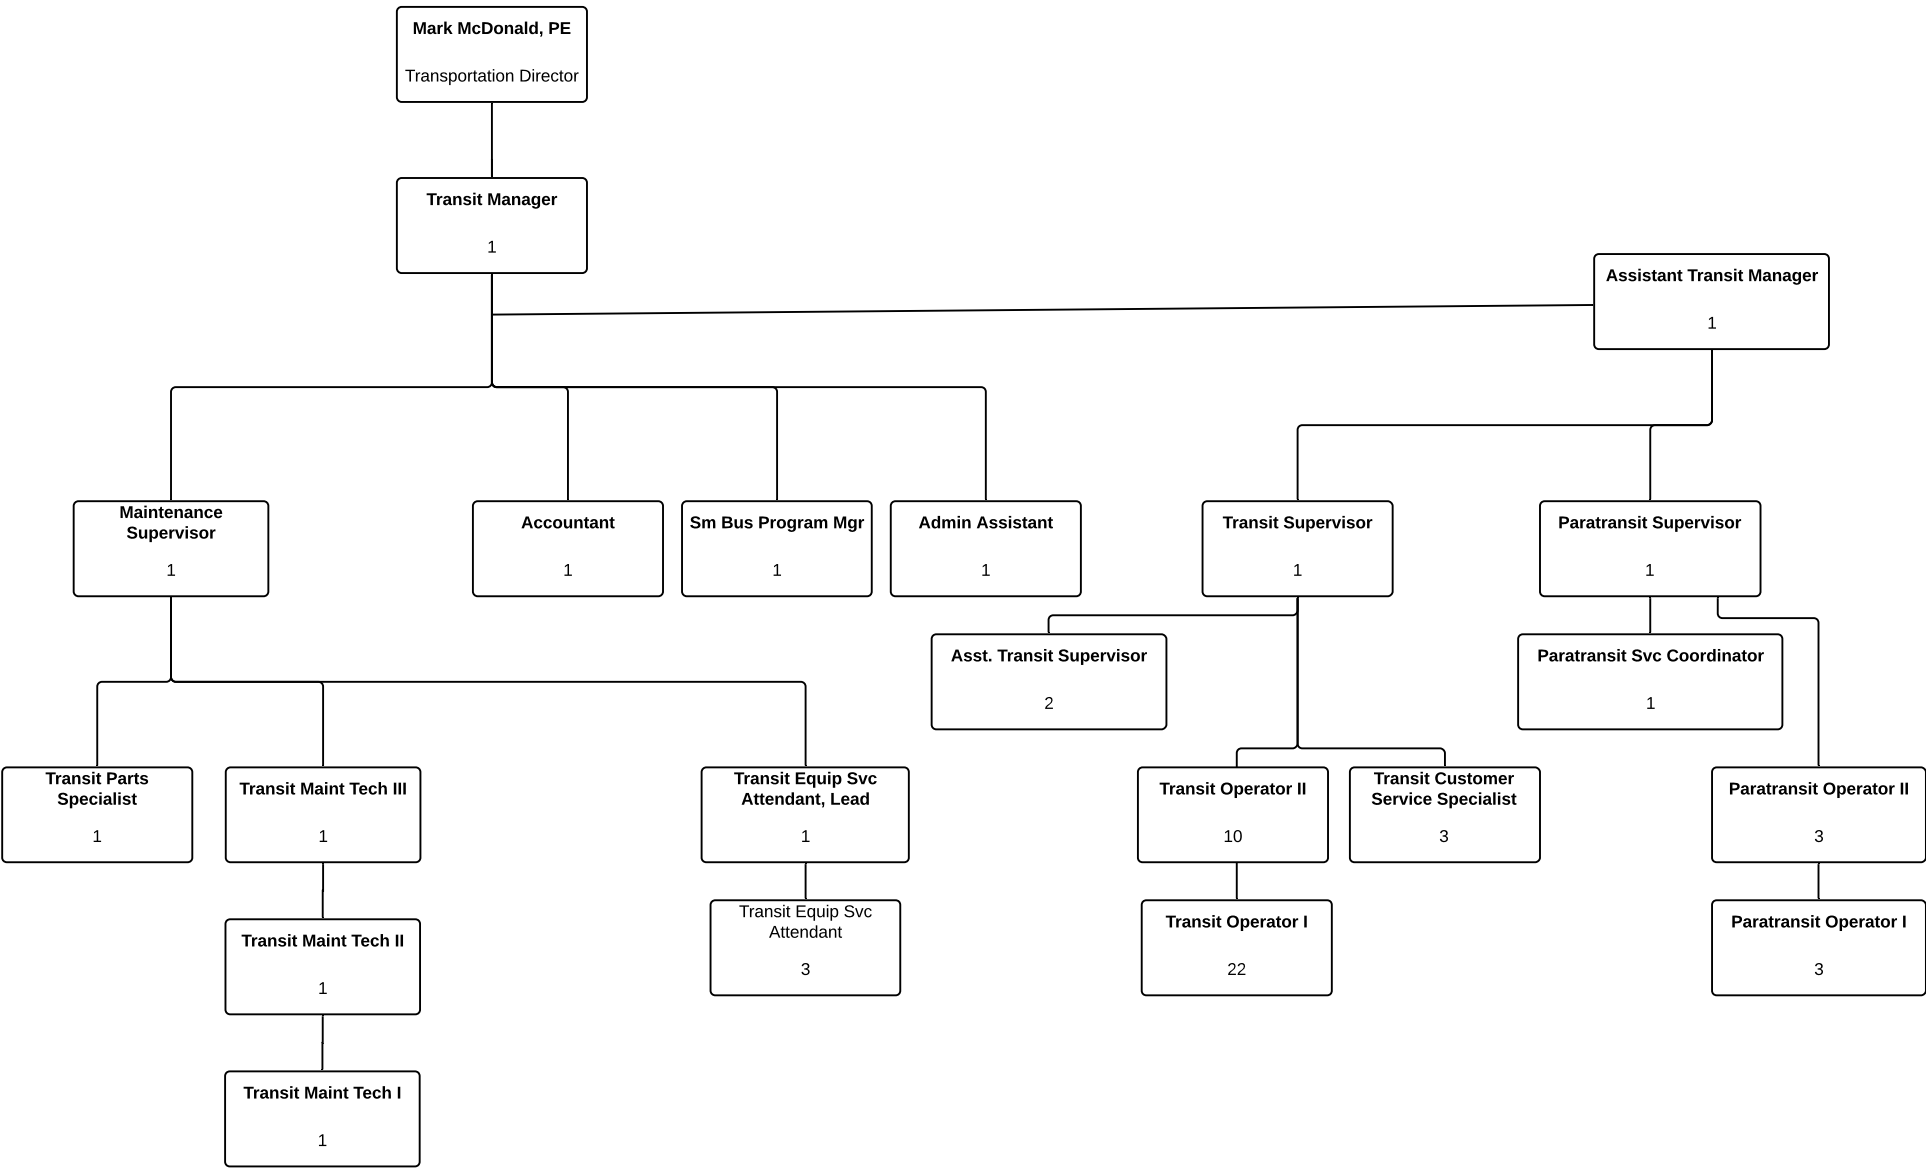 Mark McDonald, PE
Transportation Director
Transit Manager
1
Assistant Transit Manager
1
Maintenance
Supervisor
1
Accountant
1
Sm Bus Program Mgr
1
Admin Assistant
1
Transit Supervisor
1
Paratransit Supervisor
1
Asst. Transit Supervisor
2
Paratransit Svc Coordinator
1
Transit Parts
Specialist
1
Transit Maint Tech III
1
Transit Equip Svc
Attendant, Lead
1
Transit Operator II
10
Transit Customer
Service Specialist
3
Paratransit Operator II
3
Transit Equip Svc
Attendant
3
Transit Operator I
22
Paratransit Operator I
3
Transit Maint Tech II
1
Transit Maint Tech I
1